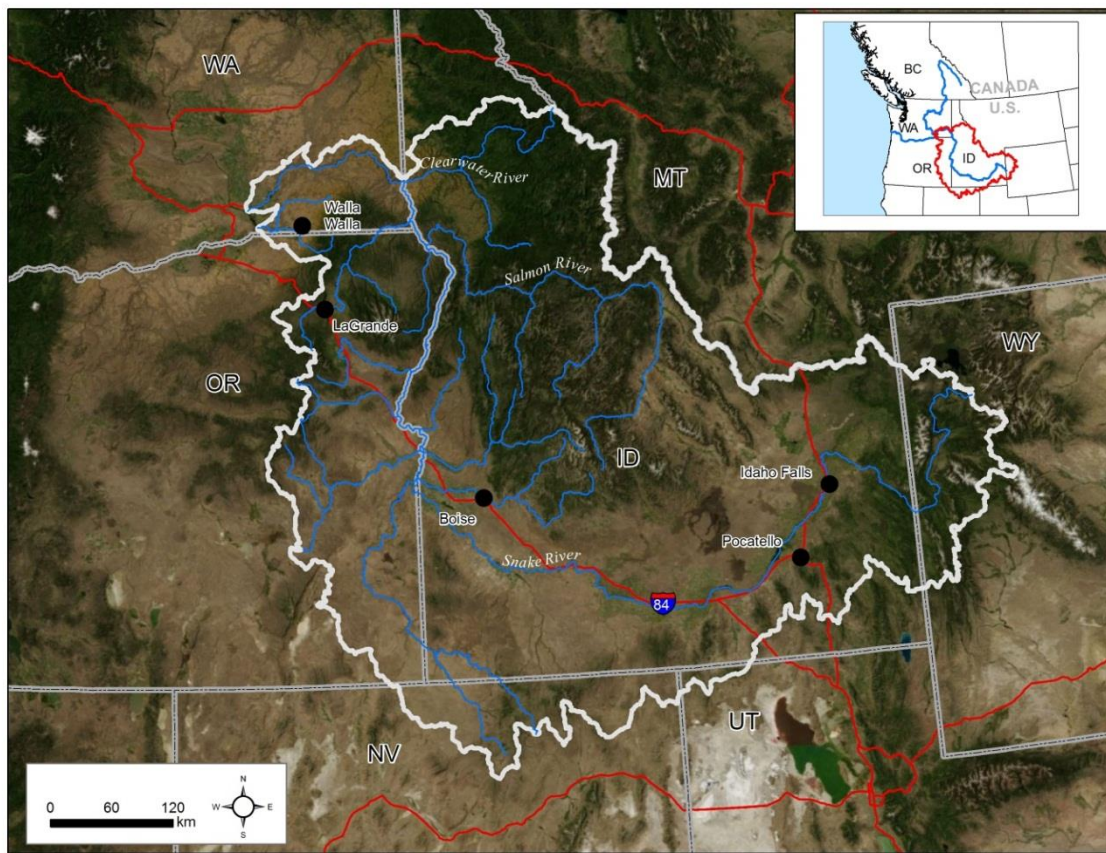 WA
Clearwater River
MT
Walla
Walla
Salmon River
LaGrande
OR
WY
ID
Idaho Falls
Boise
Pocatello
Snake River
84
UT
NV
0 60 120
km
N
W E
S
BC
CANADA
U.S.
WA
OR
ID